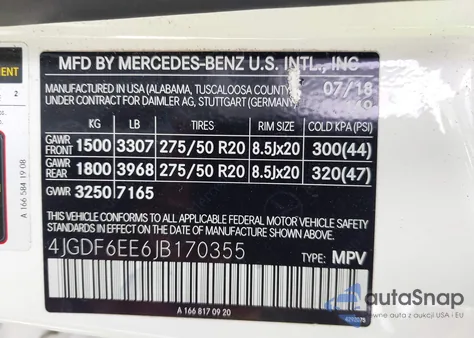 MFD BY MERCEDES-BENZ U.S. INTL., INC
MANUFACTURED IN USA (ALABAMA, TUSCALOOSA COUNTY) 07/18
UNDER CONTRACT FOR DAIMLER AG, STUTTGART (GERMANY)
KG LB TIRES RIM SIZE COLD KPA (PSI)
GAWR FRONT 1500 3307 275/50 R20 8.5Jx20 300(44)
GAWR REAR 1800 3968 275/50 R20 8.5Jx20 320(47)
GVWR 3250 7165
THIS VEHICLE CONFORMS TO ALL APPLICABLE FEDERAL MOTOR VEHICLE SAFETY
STANDARDS IN EFFECT ON THE DATE OF MANUFACTURE SHOWN ABOVE.
4JGDF6EE6JB170355 TYPE: MPV
A 166 817 09 20
A 166 584 19 08
2
autoSnap